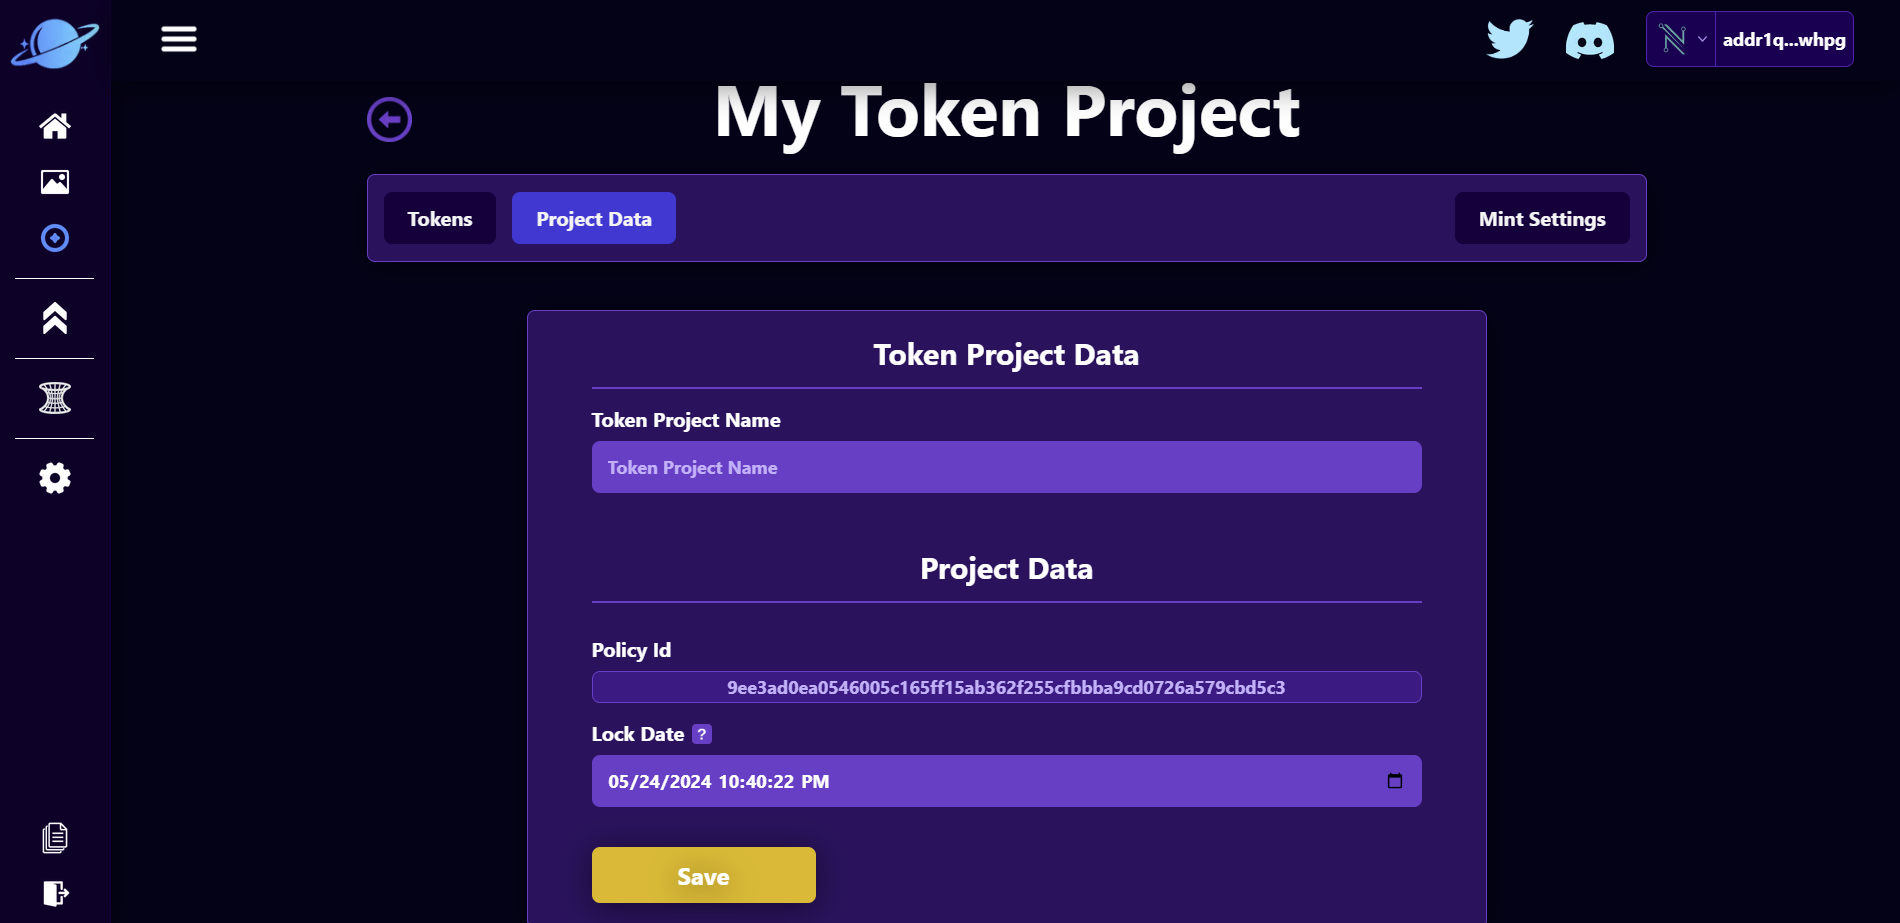 addr1q...whpg
My Token Project
Tokens
Project Data
Mint Settings
Token Project Data
Token Project Name
Token Project Name
Project Data
Policy Id
9ee3ad0ea0546005c165ff15ab362f255cfbbba9cd0726a579cbd5c3
Lock Date ?
05/24/2024 10:40:22 PM
Save